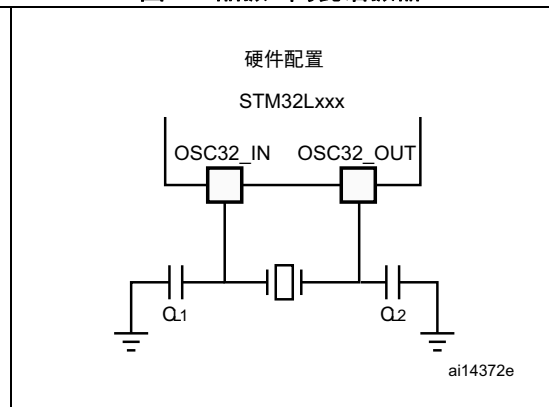 硬件配置
STM32Lxxx
OSC32_IN OSC32_OUT
CL1 CL2
ai14372e